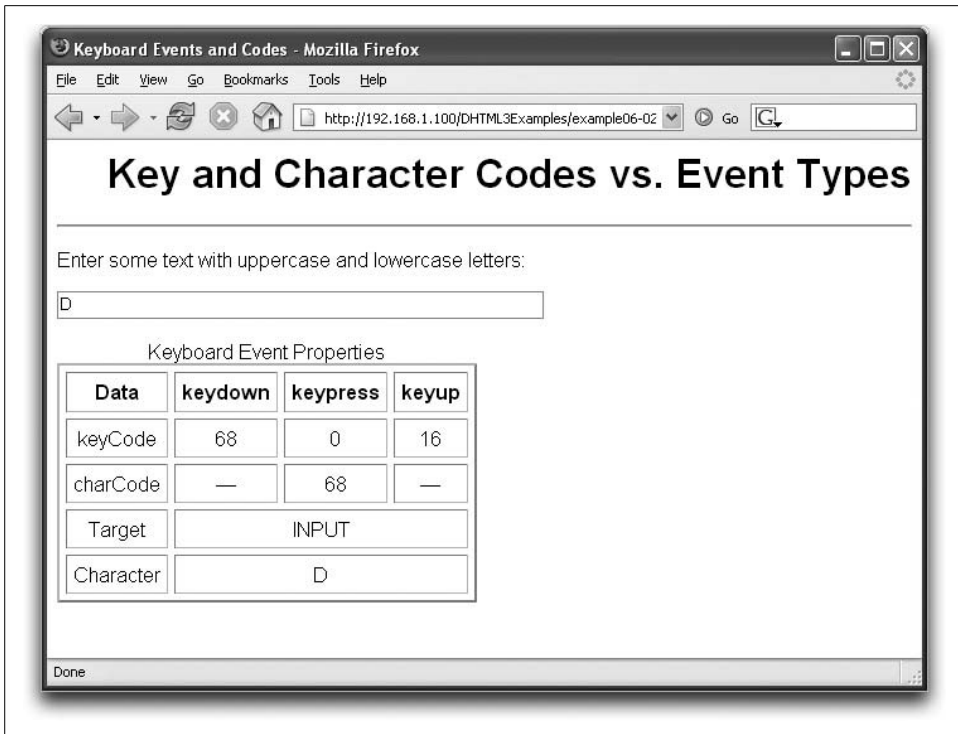 Keyboard Events and Codes - Mozilla Firefox
File Edit View Go Bookmarks Tools Help
http://192.168.1.100/DHTML3Examples/example06-02 Go G
Key and Character Codes vs. Event Types
Enter some text with uppercase and lowercase letters:
D
Keyboard Event Properties
Data keydown keypress keyup
keyCode 68 0 16
charCode — 68 —
Target INPUT
Character D
Done